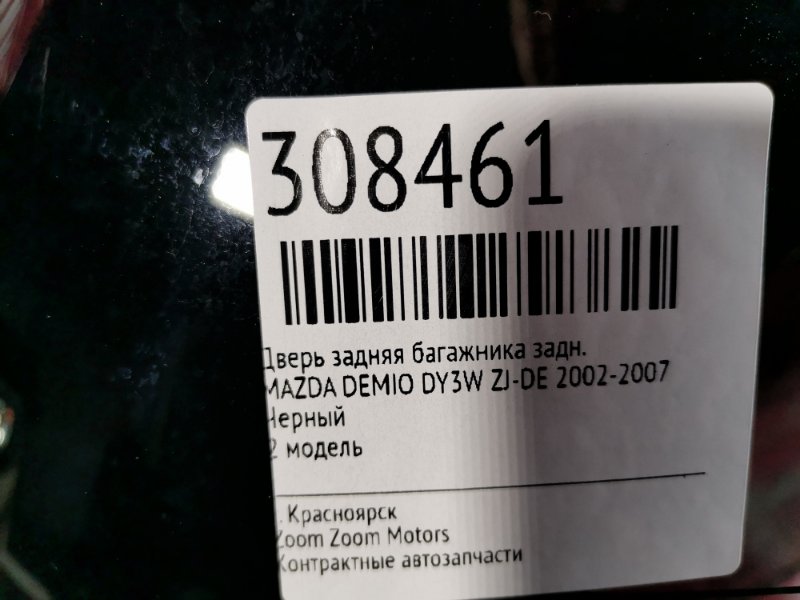 308461
Дверь задняя багажника задн.
MAZDA DEMIO DY3W ZJ-DE 2002-2007
Черный
2 модель
. Красноярск
Zoom Zoom Motors
Контрактные автозапчасти